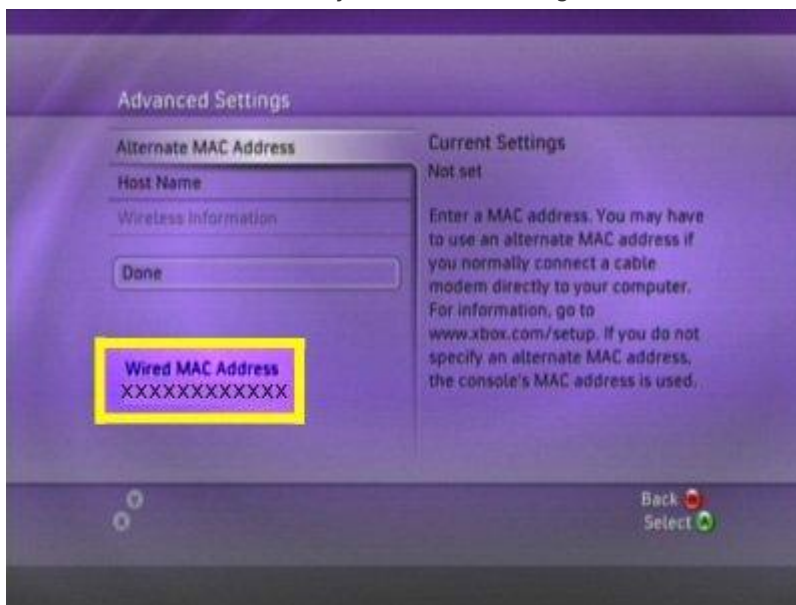 Advanced Settings
Alternate MAC Address
Host Name
Wireless Information
Done
Wired MAC Address
XXXXXXXXXXXX
Current Settings
Not set
Enter a MAC address. You may have
to use an alternate MAC address if
you normally connect a cable
modem directly to your computer.
For information, go to
www.xbox.com/setup. If you do not
specify an alternate MAC address,
the console's MAC address is used.
Y
X
Back B
Select A